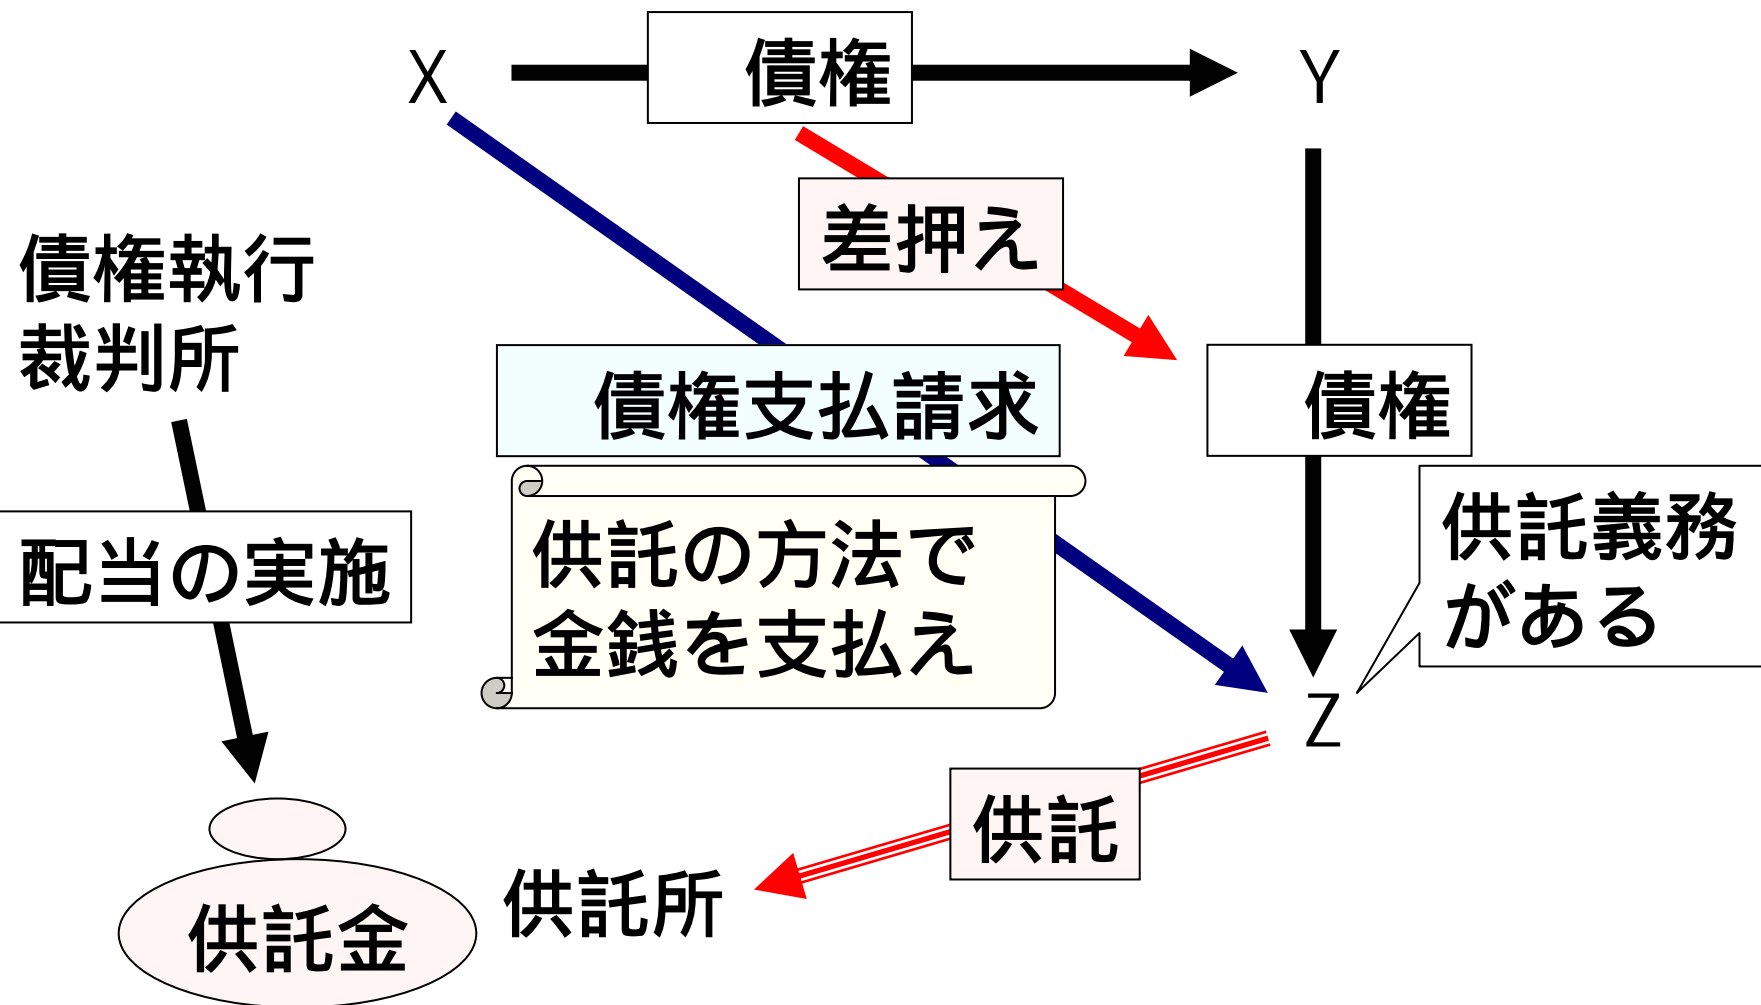 X
債権
Y
差押え
債権執行
裁判所
債権支払請求
債権
供託の方法で
金銭を支払え
供託義務
がある
配当の実施
Z
供託
供託所
供託金